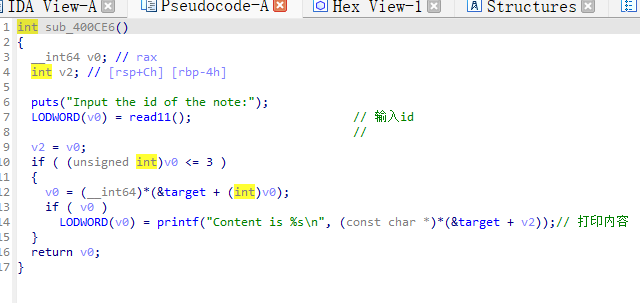 IDA View-A Pseudocode-A Hex View-1 Structures
1 int sub_400CE6()
2 {
3 __int64 v0; // rax
4 int v2; // [rsp+Ch] [rbp-4h]
5
6 puts("Input the id of the note:");
7 LODWORD(v0) = read11(); // 输入id
8 //
9 v2 = v0;
10 if ( (unsigned int)v0 <= 3 )
11 {
12 v0 = (__int64)*(&target + (int)v0);
13 if ( v0 )
14 LODWORD(v0) = printf("Content is %s\n", (const char *)*(&target + v2));// 打印内容
15 }
16 return v0;
17 }